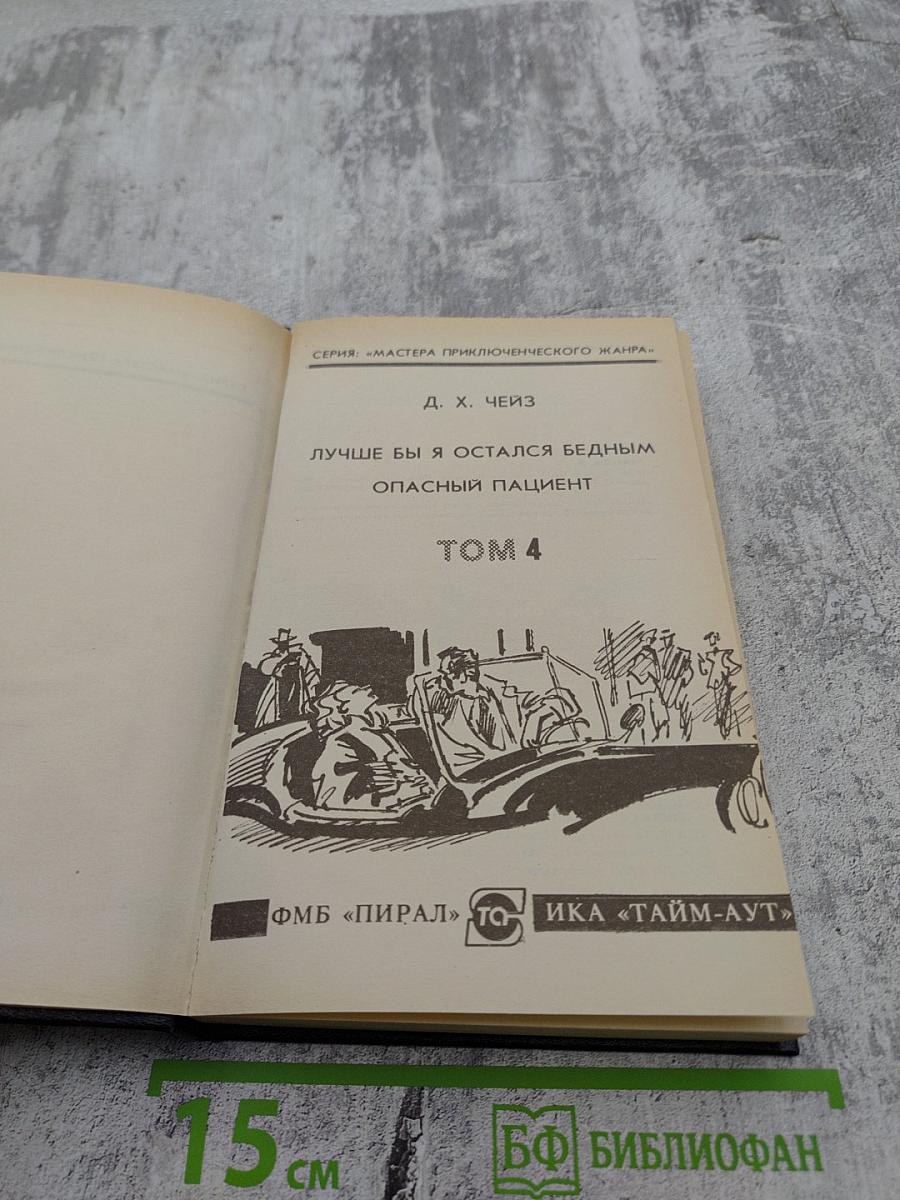 СЕРИЯ: «МАСТЕРА ПРИКЛЮЧЕНЧЕСКОГО ЖАНРА»
Д. Х. ЧЕЙЗ
ЛУЧШЕ БЫ Я ОСТАЛСЯ БЕДНЫМ
ОПАСНЫЙ ПАЦИЕНТ
ТОМ 4
ФМБ «ПИРАЛ» ТА ИКА «ТАЙМ-АУТ»
15 СМ БФ БИБЛИОФАН